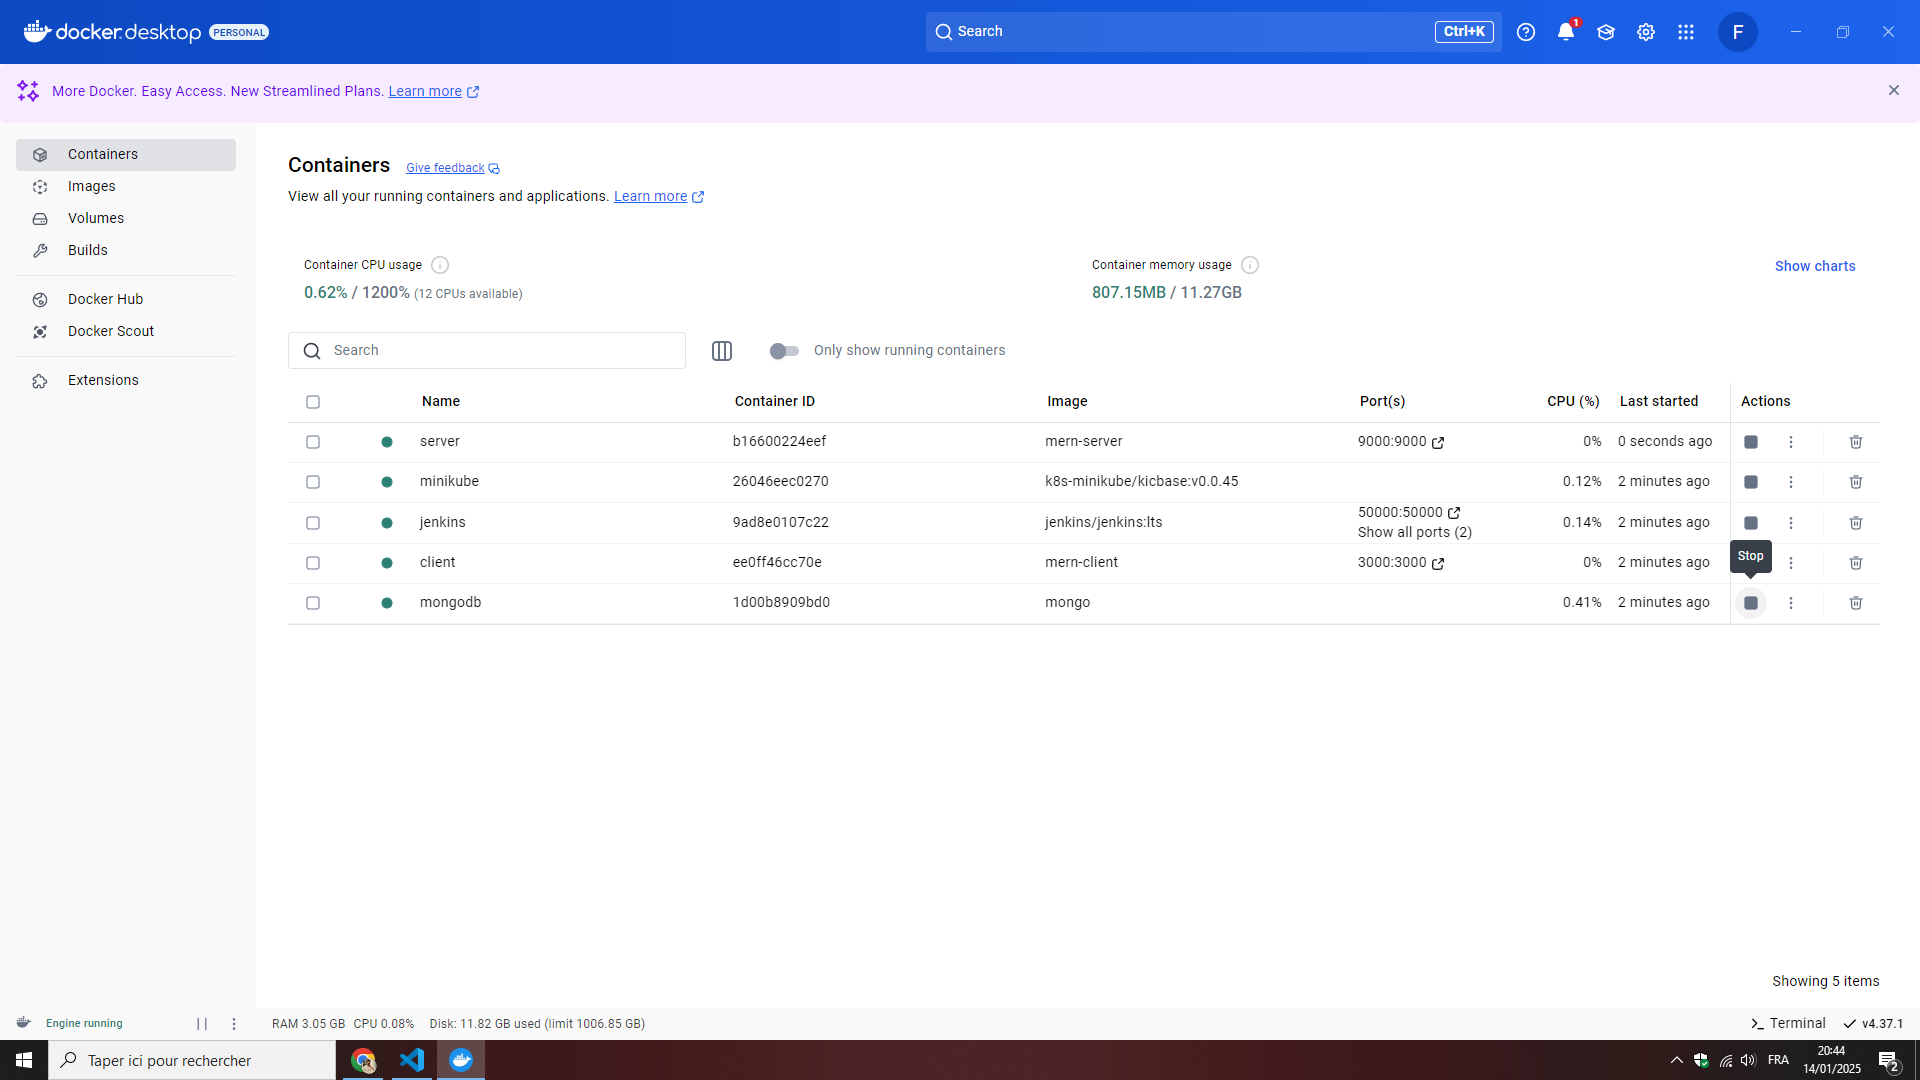 docker.desktop PERSONAL
Search Ctrl+K
1
F
More Docker. Easy Access. New Streamlined Plans. Learn more
Containers
Images
Volumes
Builds
Docker Hub
Docker Scout
Extensions
Containers Give feedback
View all your running containers and applications. Learn more
Container CPU usage
0.62% / 1200% (12 CPUs available)
Container memory usage
807.15MB / 11.27GB
Show charts
Search
Only show running containers
Name Container ID Image Port(s) CPU (%) Last started Actions
server b16600224eef mern-server 9000:9000 0% 0 seconds ago
minikube 26046eec0270 k8s-minikube/kicbase:v0.0.45 0.12% 2 minutes ago
jenkins 9ad8e0107c22 jenkins/jenkins:lts 50000:50000 0.14% 2 minutes ago
Show all ports (2)
client ee0ff46cc70e mern-client 3000:3000 0% 2 minutes ago
Stop
mongodb 1d00b8909bd0 mongo 0.41% 2 minutes ago
Showing 5 items
Engine running
RAM 3.05 GB CPU 0.08% Disk: 11.82 GB used (limit 1006.85 GB)
Terminal v4.37.1
Taper ici pour rechercher
FRA
20:44
14/01/2025
2